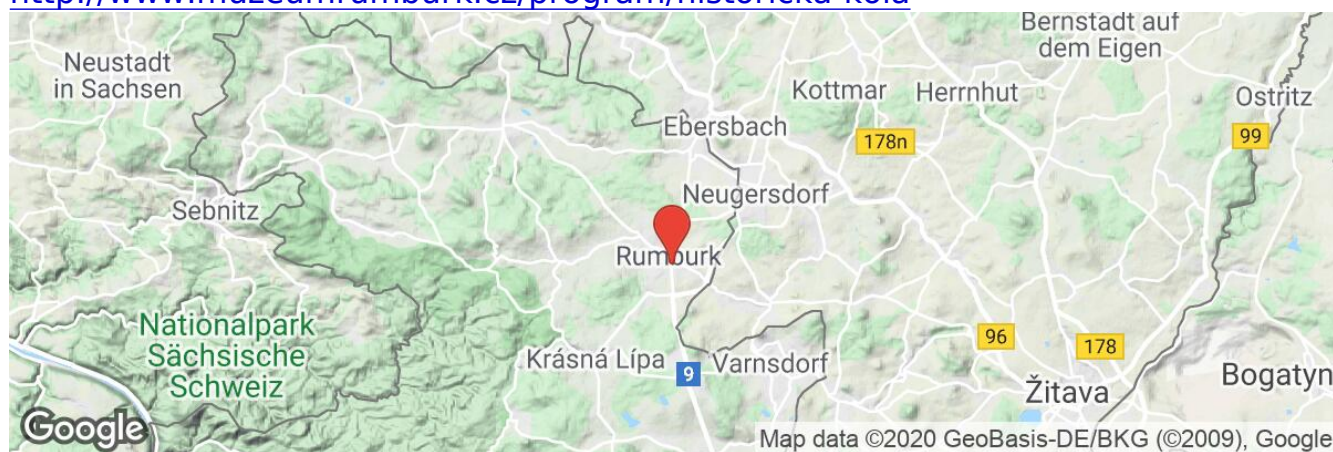 Bernstadt auf
dem Eigen
Neustadt
in Sachsen
Kottmar
Herrnhut
Ostritz
Ebersbach
99
178n
Neugersdorf
Sebnitz
Rumburk
Nationalpark
Sächsische
Schweiz
96
178
Krásná Lípa
9
Varnsdorf
Bogatyn
Žitava
Google
Map data ©2020 GeoBasis-DE/BKG (©2009), Google